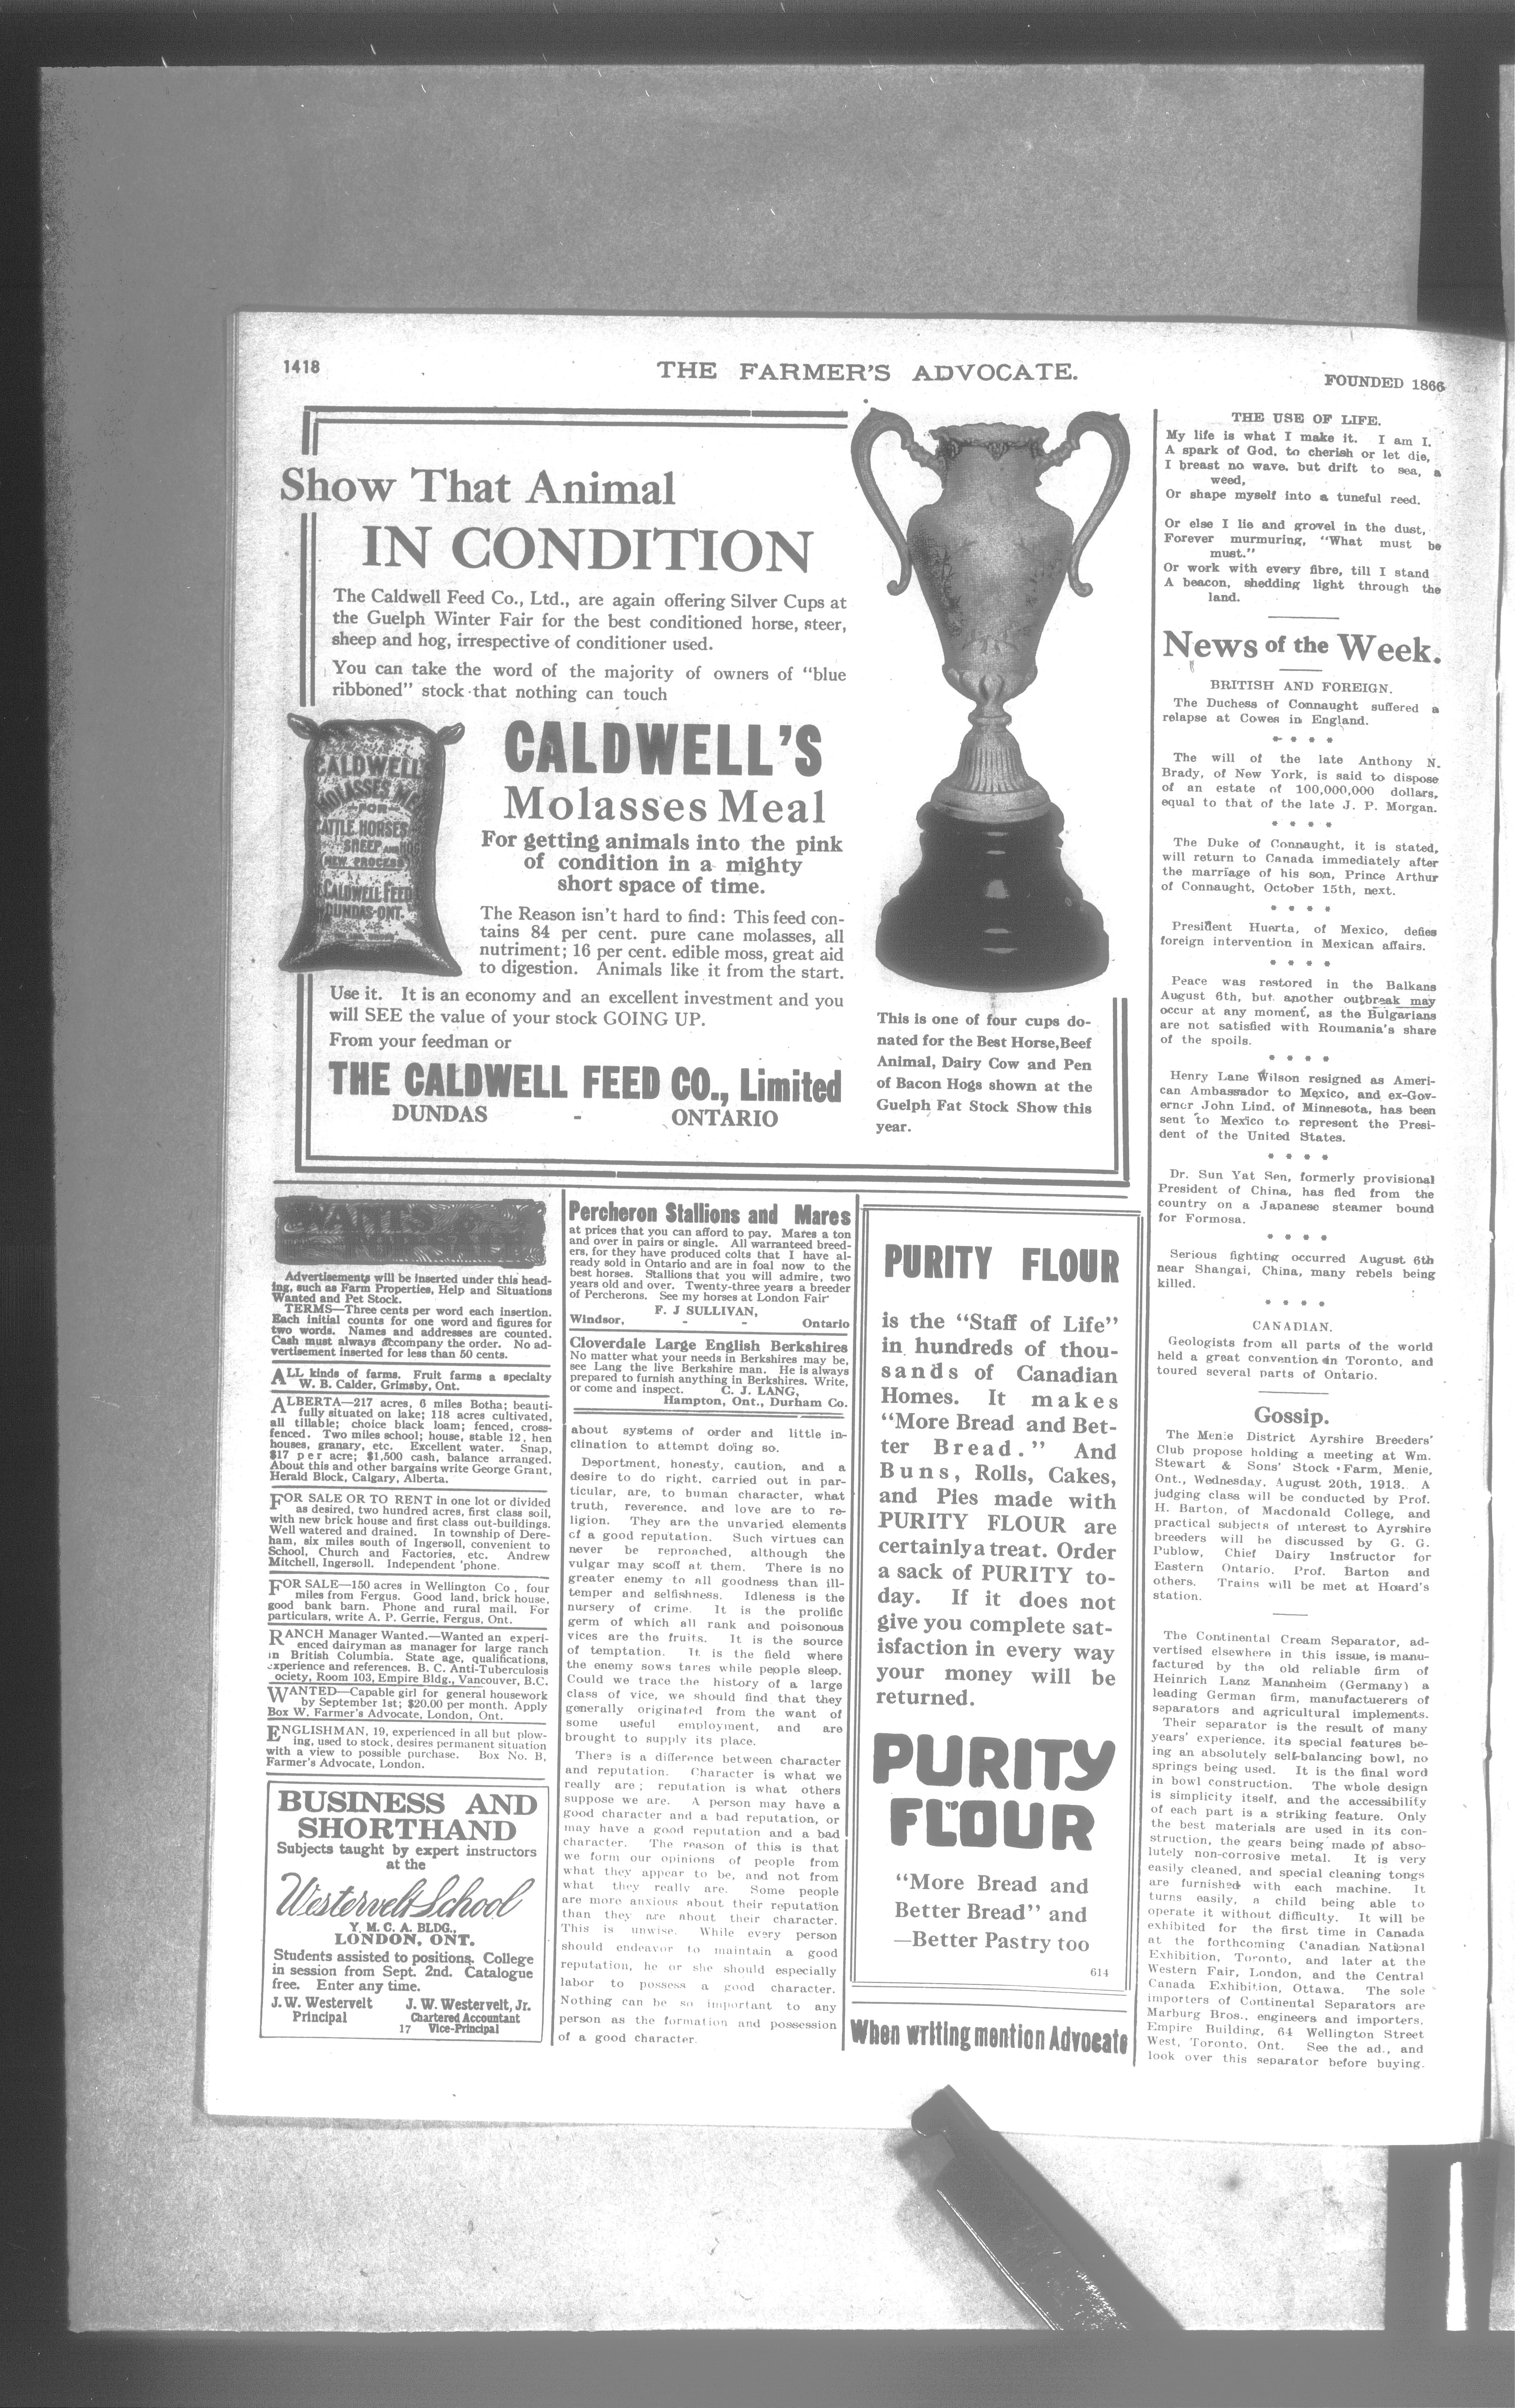 1418
THE FARMER'S ADVOCATE.
FOUNDED 1866
Show That Animal
IN CONDITION
The Caldwell Feed Co., Ltd., are again offering Silver Cups at
the Guelph Winter Fair for the best conditioned horse, steer,
sheep and hog, irrespective of conditioner used.
You can take the word of the majority of owners of "blue
ribboned" stock that nothing can touch
CALDWELL'S
MOLASSES MEAL
FOR
CATTLE HORSES
SHEEP AND HOGS
(NEW PROCESS)
CALDWELL FEED
DUNDAS-ONT.
CALDWELL'S
Molasses Meal
For getting animals into the pink
of condition in a mighty
short space of time.
The Reason isn't hard to find: This feed con-
tains 84 per cent. pure cane molasses, all
nutriment; 16 per cent. edible moss, great aid
to digestion. Animals like it from the start.
Use it. It is an economy and an excellent investment and you
will SEE the value of your stock GOING UP.
From your feedman or
THE CALDWELL FEED CO., Limited
DUNDAS - ONTARIO
This is one of four cups do-
nated for the Best Horse, Beef
Animal, Dairy Cow and Pen
of Bacon Hogs shown at the
Guelph Fat Stock Show this
year.
WANTS &
FOR SALE
Advertisements will be inserted under this head-
ing, such as Farm Properties, Help and Situations
Wanted and Pet Stock.
TERMS—Three cents per word each insertion.
Each initial counts for one word and figures for
two words. Names and addresses are counted.
Cash must always accompany the order. No ad-
vertisement inserted for less than 50 cents.
ALL kinds of farms. Fruit farms a specialty
W. B. Calder, Grimsby, Ont.
ALBERTA—217 acres, 6 miles Botha; beauti-
fully situated on lake; 118 acres cultivated,
all tillable; choice black loam; fenced, cross-
fenced. Two miles school; house, stable 12, hen
houses, granary, etc. Excellent water. Snap,
$17 per acre; $1,500 cash, balance arranged.
About this and other bargains write George Grant,
Herald Block, Calgary, Alberta.
FOR SALE OR TO RENT in one lot or divided
as desired, two hundred acres, first class soil,
with new brick house and first class out-buildings.
Well watered and drained. In township of Dere-
ham, six miles south of Ingersoll, convenient to
School, Church and Factories, etc. Andrew
Mitchell, Ingersoll. Independent 'phone.
FOR SALE—150 acres in Wellington Co., four
miles from Fergus. Good land, brick house,
good bank barn. Phone and rural mail. For
particulars, write A. P. Gerrie, Fergus, Ont.
RANCH Manager Wanted.—Wanted an experi-
enced dairyman as manager for large ranch
in British Columbia. State age, qualifications,
experience and references. B. C. Anti-Tuberculosis
ociety, Room 103, Empire Bldg., Vancouver, B.C.
WANTED—Capable girl for general housework
by September 1st; $20.00 per month. Apply
Box W, Farmer's Advocate, London, Ont.
ENGLISHMAN, 19, experienced in all but plow-
ing, used to stock, desires permanent situation
with a view to possible purchase. Box No. B,
Farmer's Advocate, London.
BUSINESS AND
SHORTHAND
Subjects taught by expert instructors
at the
Westervelt School
Y. M. C. A. BLDG.,
LONDON, ONT.
Students assisted to positions. College
in session from Sept. 2nd. Catalogue
free. Enter any time.
J. W. Westervelt J. W. Westervelt, Jr.
Principal Chartered Accountant
17 Vice-Principal
Percheron Stallions and Mares
at prices that you can afford to pay. Mares a ton
and over in pairs or single. All warranteed breed-
ers, for they have produced colts that I have al-
ready sold in Ontario and are in foal now to the
best horses. Stallions that you will admire, two
years old and over. Twenty-three years a breeder
of Percherons. See my horses at London Fair
F. J SULLIVAN,
Windsor, - - Ontario
Cloverdale Large English Berkshires
No matter what your needs in Berkshires may be,
see Lang the live Berkshire man. He is always
prepared to furnish anything in Berkshires. Write,
or come and inspect. C. J. LANG,
Hampton, Ont., Durham Co.
about systems of order and little in-
clination to attempt doing so.
Deportment, honesty, caution, and a
desire to do right, carried out in par-
ticular, are, to human character, what
truth, reverence, and love are to re-
ligion. They are the unvaried elements
of a good reputation. Such virtues can
never be reproached, although the
vulgar may scoff at them. There is no
greater enemy to all goodness than ill-
temper and selfishness. Idleness is the
nursery of crime. It is the prolific
germ of which all rank and poisonous
vices are the fruits. It is the source
of temptation. It is the field where
the enemy sows tares while people sleep.
Could we trace the history of a large
class of vice, we should find that they
generally originated from the want of
some useful employment, and are
brought to supply its place.
There is a difference between character
and reputation. Character is what we
really are; reputation is what others
suppose we are. A person may have a
good character and a bad reputation, or
may have a good reputation and a bad
character. The reason of this is that
we form our opinions of people from
what they appear to be, and not from
what they really are. Some people
are more anxious about their reputation
than they are about their character.
This is unwise. While every person
should endeavor to maintain a good
reputation, he or she should especially
labor to possess a good character.
Nothing can be so important to any
person as the formation and possession
of a good character.
PURITY FLOUR
is the "Staff of Life"
in hundreds of thou-
sands of Canadian
Homes. It makes
"More Bread and Bet-
ter Bread." And
Buns, Rolls, Cakes,
and Pies made with
PURITY FLOUR are
certainly a treat. Order
a sack of PURITY to-
day. If it does not
give you complete sat-
isfaction in every way
your money will be
returned.
PURITY
FLOUR
"More Bread and
Better Bread" and
—Better Pastry too
614
When writing mention Advocate
THE USE OF LIFE.
My life is what I make it. I am I.
A spark of God, to cherish or let die,
I breast no wave, but drift to sea, a
weed,
Or shape myself into a tuneful reed.
Or else I lie and grovel in the dust,
Forever murmuring, "What must be
must."
Or work with every fibre, till I stand
A beacon, shedding light through the
land.
News of the Week.
BRITISH AND FOREIGN.
The Duchess of Connaught suffered a
relapse at Cowes in England.
* * * *
The will of the late Anthony N.
Brady, of New York, is said to dispose
of an estate of 100,000,000 dollars,
equal to that of the late J. P. Morgan.
* * * *
The Duke of Connaught, it is stated,
will return to Canada immediately after
the marriage of his son, Prince Arthur
of Connaught, October 15th, next.
* * * *
President Huerta, of Mexico, defies
foreign intervention in Mexican affairs.
* * * *
Peace was restored in the Balkans
August 6th, but another outbreak may
occur at any moment, as the Bulgarians
are not satisfied with Roumania's share
of the spoils.
* * * *
Henry Lane Wilson resigned as Ameri-
can Ambassador to Mexico, and ex-Gov-
ernor John Lind, of Minnesota, has been
sent to Mexico to represent the Presi-
dent of the United States.
* * * *
Dr. Sun Yat Sen, formerly provisional
President of China, has fled from the
country on a Japanese steamer bound
for Formosa.
* * * *
Serious fighting occurred August 6th
near Shangai, China, many rebels being
killed.
* * * *
CANADIAN.
Geologists from all parts of the world
held a great convention in Toronto, and
toured several parts of Ontario.
Gossip.
The Menie District Ayrshire Breeders'
Club propose holding a meeting at Wm.
Stewart & Sons' Stock Farm, Menie,
Ont., Wednesday, August 20th, 1913. A
judging class will be conducted by Prof.
H. Barton, of Macdonald College, and
practical subjects of interest to Ayrshire
breeders will be discussed by G. G.
Publow, Chief Dairy Instructor for
Eastern Ontario, Prof. Barton and
others. Trains will be met at Hoard's
station.
The Continental Cream Separator, ad-
vertised elsewhere in this issue, is manu-
factured by the old reliable firm of
Heinrich Lanz Mannheim (Germany) a
leading German firm, manufactuerers of
separators and agricultural implements.
Their separator is the result of many
years' experience, its special features be-
ing an absolutely self-balancing bowl, no
springs being used. It is the final word
in bowl construction. The whole design
is simplicity itself, and the accessibility
of each part is a striking feature. Only
the best materials are used in its con-
struction, the gears being made of abso-
lutely non-corrosive metal. It is very
easily cleaned, and special cleaning tongs
are furnished with each machine. It
turns easily, a child being able to
operate it without difficulty. It will be
exhibited for the first time in Canada
at the forthcoming Canadian National
Exhibition, Toronto, and later at the
Western Fair, London, and the Central
Canada Exhibition, Ottawa. The sole
importers of Continental Separators are
Marburg Bros., engineers and importers,
Empire Building, 64 Wellington Street
West, Toronto, Ont. See the ad., and
look over this separator before buying.